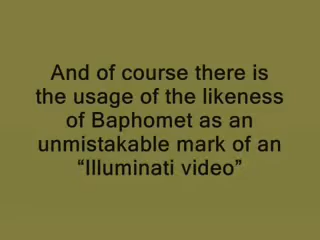 And of course there is
the usage of the likeness
of Baphomet as an
unmistakable mark of an
“Illuminati video”